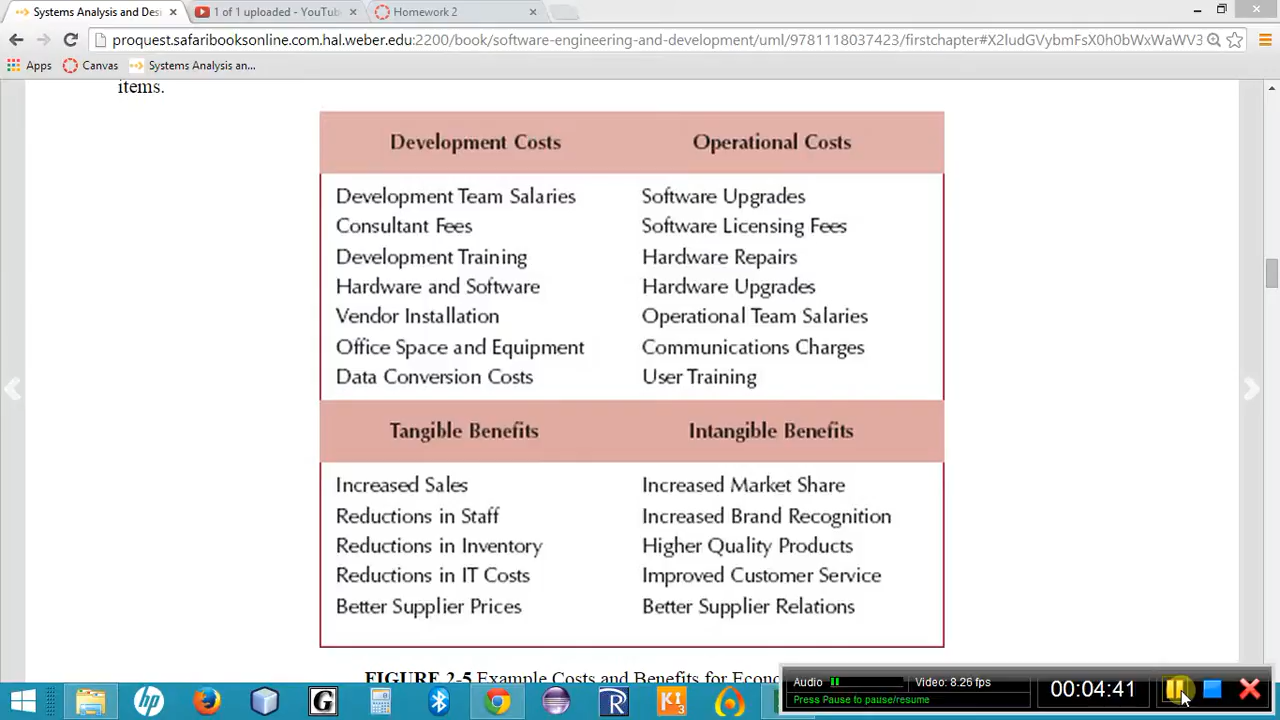 Systems Analysis and Desi
1 of 1 uploaded - YouTub
Homework 2
proquest.safaribooksonline.com.hal.weber.edu:2200/book/software-engineering-and-development/uml/9781118037423/firstchapter#X2ludGVybmFsX0h0bWxWaWV3
Apps Canvas Systems Analysis an...
items.
Development Costs Operational Costs
Development Team Salaries Software Upgrades
Consultant Fees Software Licensing Fees
Development Training Hardware Repairs
Hardware and Software Hardware Upgrades
Vendor Installation Operational Team Salaries
Office Space and Equipment Communications Charges
Data Conversion Costs User Training
Tangible Benefits Intangible Benefits
Increased Sales Increased Market Share
Reductions in Staff Increased Brand Recognition
Reductions in Inventory Higher Quality Products
Reductions in IT Costs Improved Customer Service
Better Supplier Prices Better Supplier Relations
FIGURE 2-5 Example Costs and Benefits for Econo
Audio Video: 8.26 fps
Press Pause to pause/resume
00:04:41
hp G R K1 3